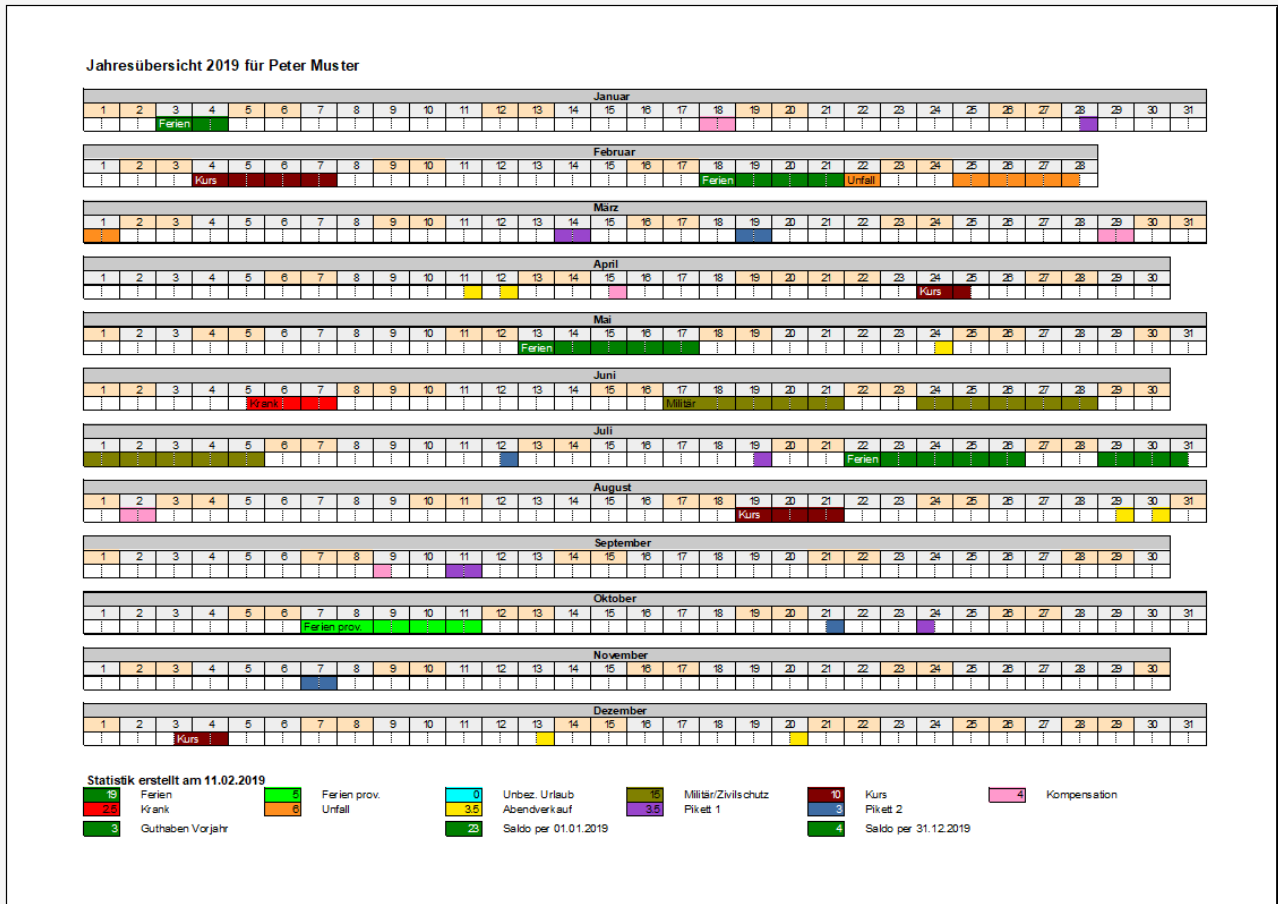 Jahresübersicht 2019 für Peter Muster
Januar
1 2 3 4 5 6 7 8 9 10 11 12 13 14 15 16 17 18 19 20 21 22 23 24 25 26 27 28 29 30 31
Ferien
Februar
1 2 3 4 5 6 7 8 9 10 11 12 13 14 15 16 17 18 19 20 21 22 23 24 25 26 27 28
Kurs Ferien Unfall
März
1 2 3 4 5 6 7 8 9 10 11 12 13 14 15 16 17 18 19 20 21 22 23 24 25 26 27 28 29 30 31
April
1 2 3 4 5 6 7 8 9 10 11 12 13 14 15 16 17 18 19 20 21 22 23 24 25 26 27 28 29 30
Kurs
Mai
1 2 3 4 5 6 7 8 9 10 11 12 13 14 15 16 17 18 19 20 21 22 23 24 25 26 27 28 29 30 31
Ferien
Juni
1 2 3 4 5 6 7 8 9 10 11 12 13 14 15 16 17 18 19 20 21 22 23 24 25 26 27 28 29 30
Krank Militär
Juli
1 2 3 4 5 6 7 8 9 10 11 12 13 14 15 16 17 18 19 20 21 22 23 24 25 26 27 28 29 30 31
Ferien
August
1 2 3 4 5 6 7 8 9 10 11 12 13 14 15 16 17 18 19 20 21 22 23 24 25 26 27 28 29 30 31
Kurs
September
1 2 3 4 5 6 7 8 9 10 11 12 13 14 15 16 17 18 19 20 21 22 23 24 25 26 27 28 29 30
Oktober
1 2 3 4 5 6 7 8 9 10 11 12 13 14 15 16 17 18 19 20 21 22 23 24 25 26 27 28 29 30 31
Ferien prov.
November
1 2 3 4 5 6 7 8 9 10 11 12 13 14 15 16 17 18 19 20 21 22 23 24 25 26 27 28 29 30
Dezember
1 2 3 4 5 6 7 8 9 10 11 12 13 14 15 16 17 18 19 20 21 22 23 24 25 26 27 28 29 30 31
Kurs
Statistik erstellt am 11.02.2019
19 Ferien 5 Ferien prov. 0 Unbez. Urlaub 15 Militär/Zivilschutz 10 Kurs 4 Kompensation
2.5 Krank 6 Unfall 3.5 Abendverkauf 3.5 Pikett 1 3 Pikett 2
3 Guthaben Vorjahr 23 Saldo per 01.01.2019 4 Saldo per 31.12.2019